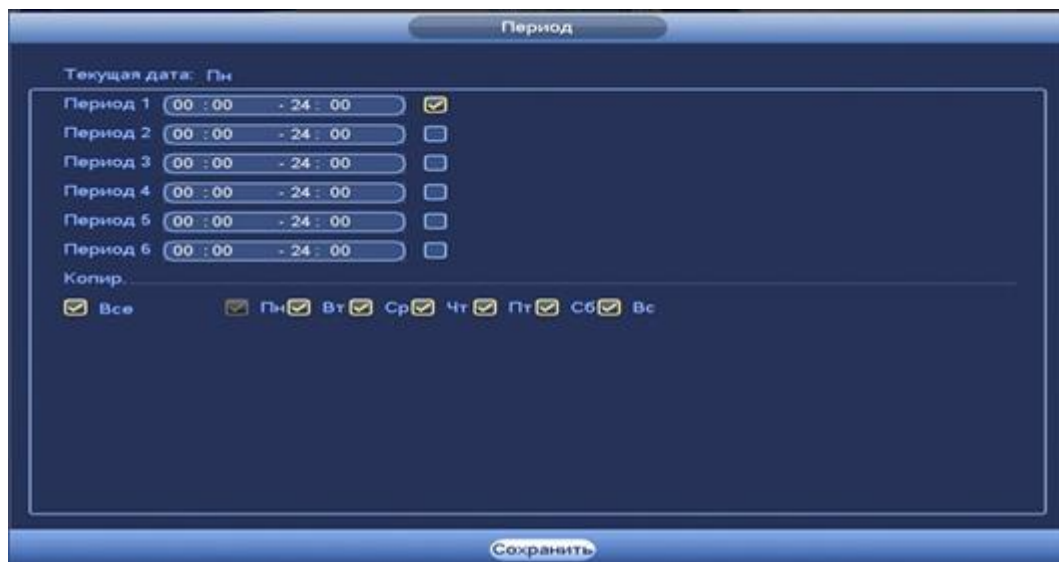 Период
Текущая дата: Пн
Период 1 00 : 00 - 24 : 00
Период 2 00 : 00 - 24 : 00
Период 3 00 : 00 - 24 : 00
Период 4 00 : 00 - 24 : 00
Период 5 00 : 00 - 24 : 00
Период 6 00 : 00 - 24 : 00
Копир.
Все Пн Вт Ср Чт Пт Сб Вс
Сохранить